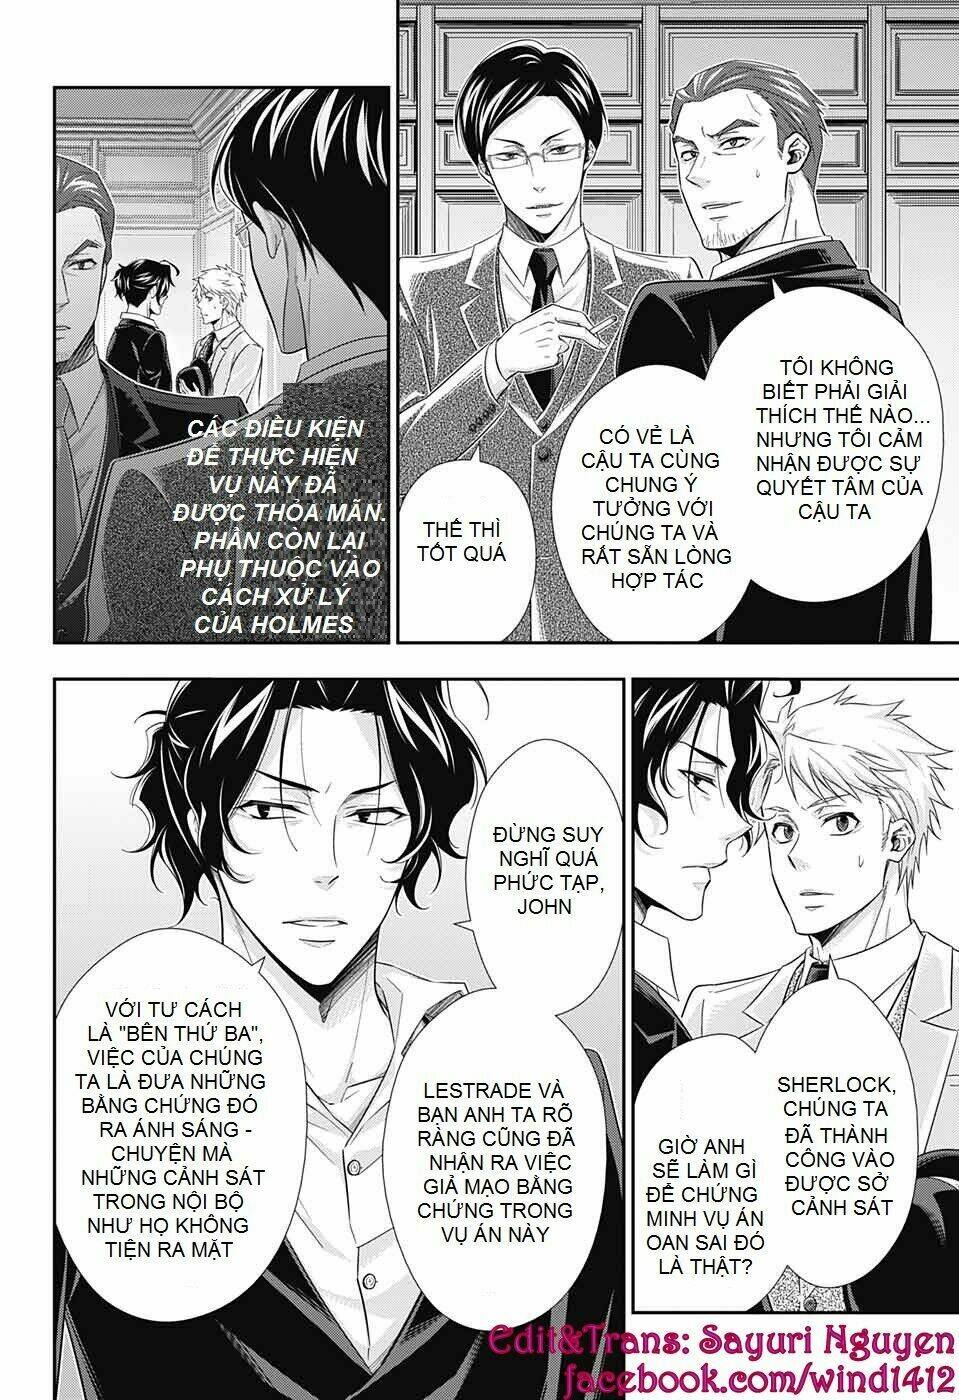 TÔI KHÔNG
BIẾT PHẢI GIẢI
THÍCH THẾ NÀO...
NHƯNG TÔI CẢM
NHẬN ĐƯỢC SỰ
QUYẾT TÂM CỦA
CẬU TA
CÓ VẺ LÀ
CẬU TA CÙNG
CHUNG Ý
TƯỞNG VỚI
CHÚNG TA VÀ
RẤT SẴN LÒNG
HỢP TÁC
THẾ THÌ
TỐT QUÁ
CÁC ĐIỀU KIỆN
ĐỂ THỰC HIỆN
VỤ NÀY ĐÃ
ĐƯỢC THỎA MÃN.
PHẦN CÒN LẠI
PHỤ THUỘC VÀO
CÁCH XỬ LÝ
CỦA HOLMES
SHERLOCK,
CHÚNG TA
ĐÃ THÀNH
CÔNG VÀO
ĐƯỢC SỞ
CẢNH SÁT
GIỜ ANH
SẼ LÀM GÌ
ĐỂ CHỨNG
MINH VỤ ÁN
OAN SAI ĐÓ
LÀ THẬT?
ĐỪNG SUY
NGHĨ QUÁ
PHỨC TẠP,
JOHN
LESTRADE VÀ
BẠN ANH TA RÕ
RÀNG CŨNG ĐÃ
NHẬN RA VIỆC
GIẢ MẠO BẰNG
CHỨNG TRONG
VỤ ÁN NÀY
VỚI TƯ CÁCH
LÀ "BÊN THỨ BA",
VIỆC CỦA CHÚNG
TA LÀ ĐƯA NHỮNG
BẰNG CHỨNG ĐÓ
RA ÁNH SÁNG -
CHUYỆN MÀ
NHỮNG CẢNH SÁT
TRONG NỘI BỘ
NHƯ HỌ KHÔNG
TIỆN RA MẶT
Edit&Trans: Sayuri Nguyen
facebook.com/wind1412